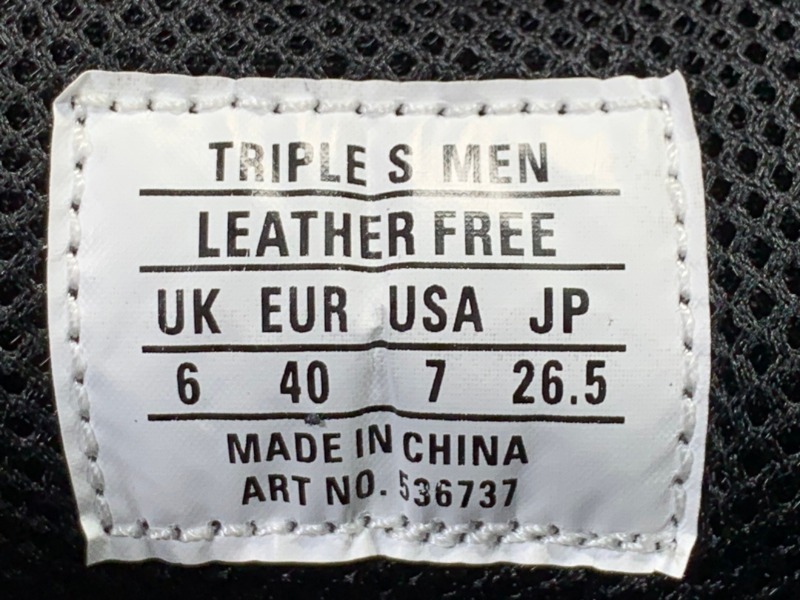 TRIPLE S MEN
LEATHER FREE
UK EUR USA JP
6 40 7 26.5
MADE IN CHINA
ART NO. 536737